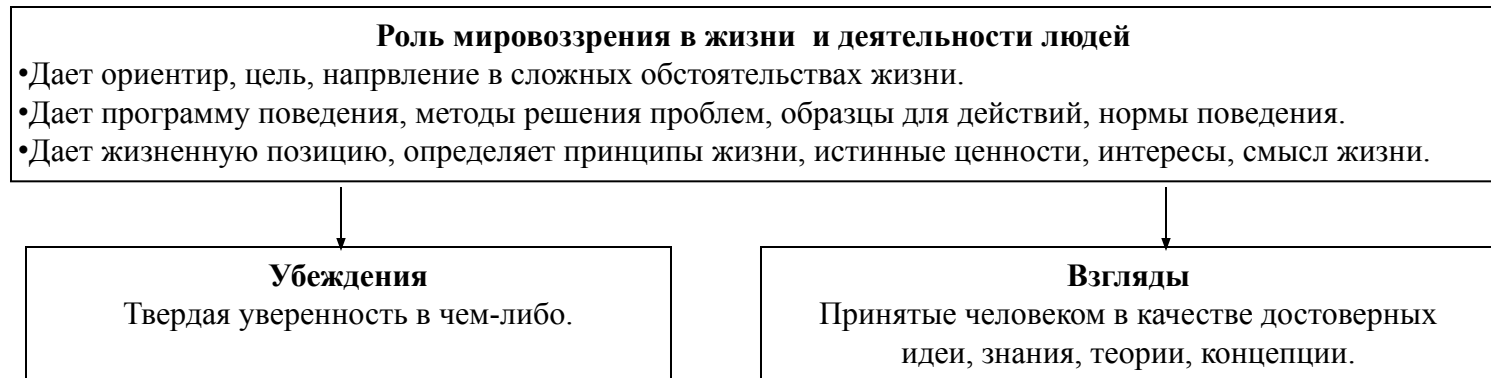 Роль мировоззрения в жизни и деятельности людей
•Дает ориентир, цель, напрвление в сложных обстоятельствах жизни.
•Дает программу поведения, методы решения проблем, образцы для действий, нормы поведения.
•Дает жизненную позицию, определяет принципы жизни, истинные ценности, интересы, смысл жизни.
Убеждения
Твердая уверенность в чем-либо.
Взгляды
Принятые человеком в качестве достоверных
идеи, знания, теории, концепции.